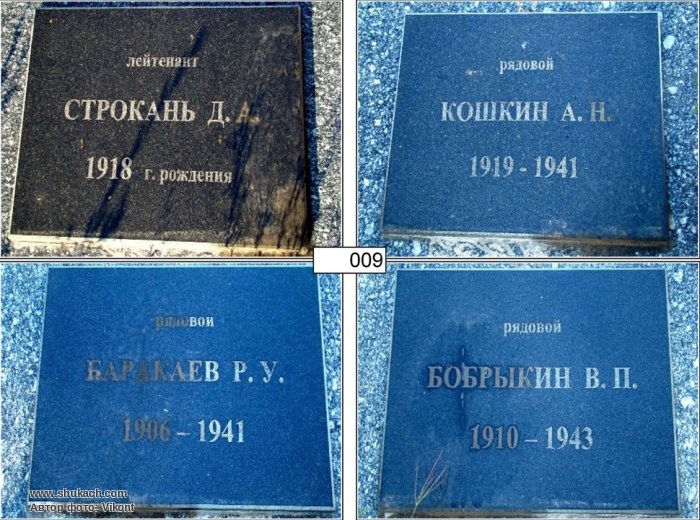 лейтенант
СТРОКАНЬ Д. А.
1918 г. рождения
рядовой
КОШКИН А. Н.
1919 - 1941
009
рядовой
БАРАКАЕВ Р. У.
1906 – 1941
рядовой
БОБРЫКИН В. П.
1910 – 1943
www.shukach.com
Автор фото: Vikont